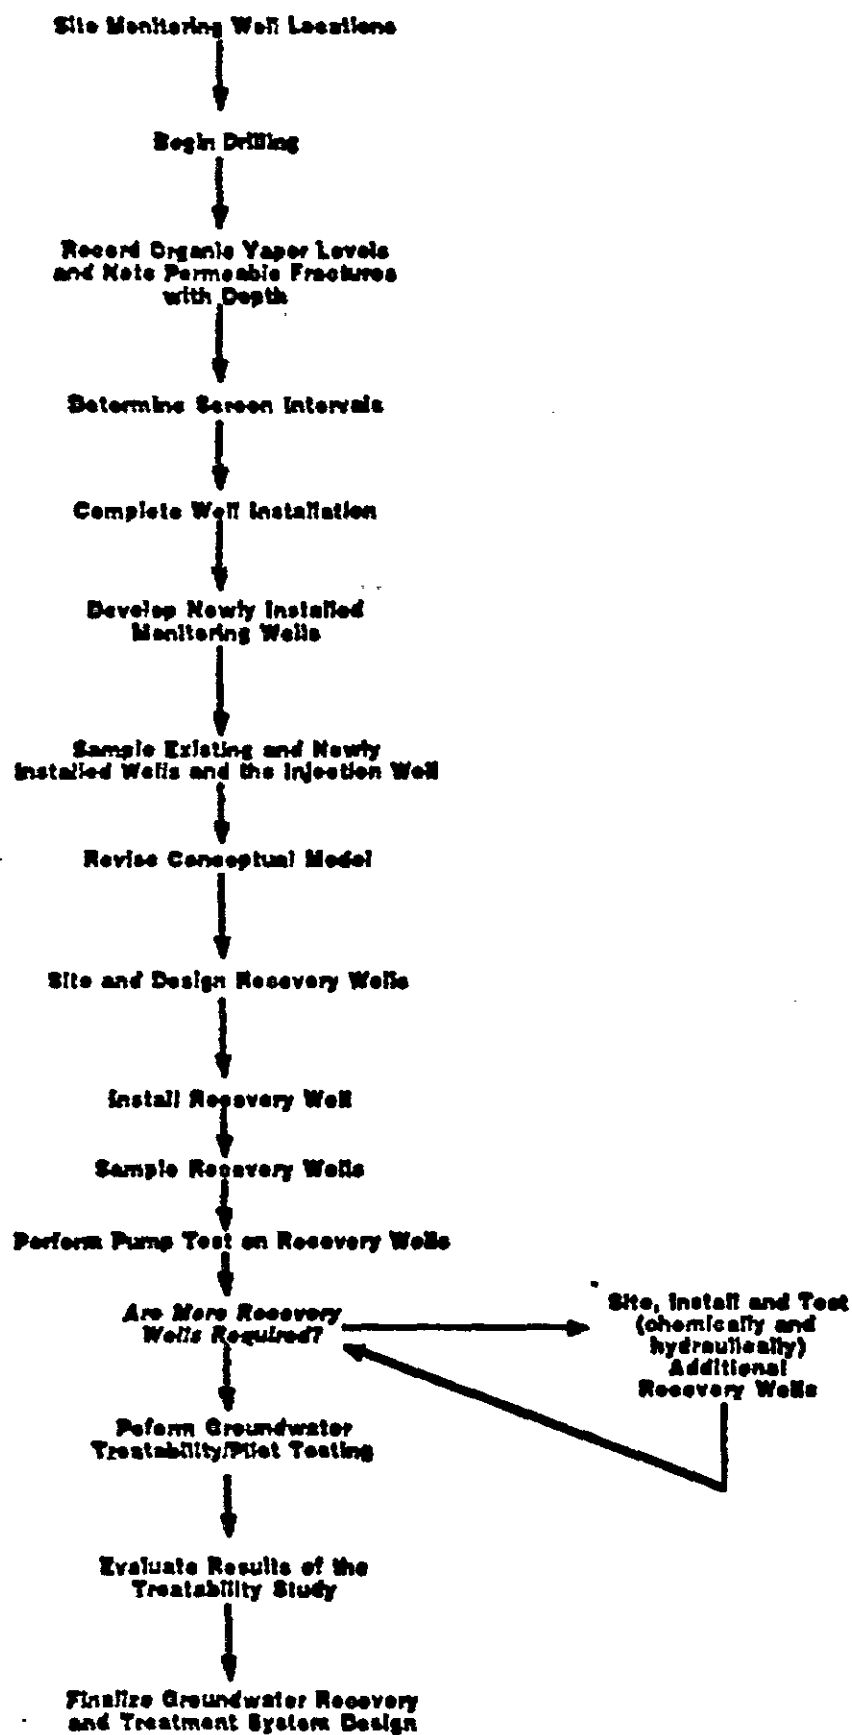 Site Monitoring Well Locations
Begin Drilling
Record Organic Vapor Levels
and Note Permeable Fractures
with Depth
Determine Screen Intervals
Complete Well Installation
Develop Newly Installed
Monitoring Wells
Sample Existing and Newly
Installed Wells and the Injection Well
Revise Conceptual Model
Site and Design Recovery Wells
Install Recovery Well
Sample Recovery Wells
Perform Pump Test on Recovery Wells
Are More Recovery
Wells Required?
Site, Install and Test
(chemically and
hydraulically)
Additional
Recovery Wells
Peform Groundwater
Treatability/Pilot Testing
Evaluate Results of the
Treatability Study
Finalize Groundwater Recovery
and Treatment System Design